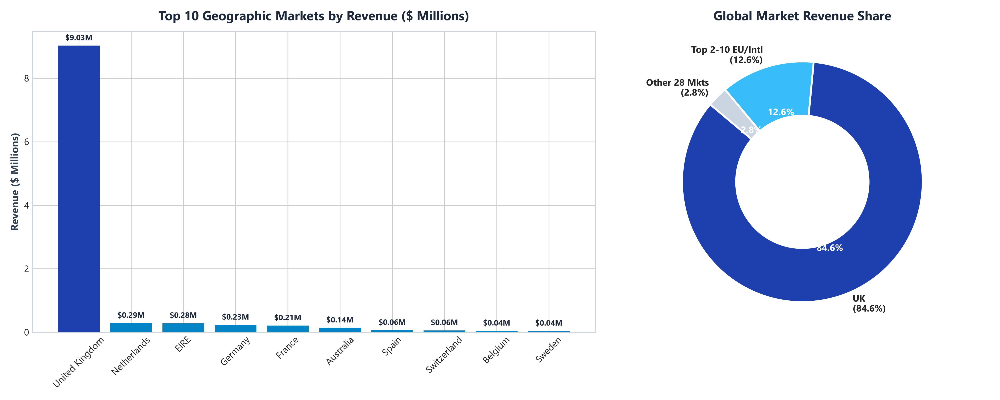 Top 10 Geographic Markets by Revenue ($ Millions)
Revenue ($ Millions)
8
6
4
2
0
$9.03M
$0.29M
$0.28M
$0.23M
$0.21M
$0.14M
$0.06M
$0.06M
$0.04M
$0.04M
United Kingdom
Netherlands
EIRE
Germany
France
Australia
Spain
Switzerland
Belgium
Sweden
Global Market Revenue Share
Top 2-10 EU/Intl
(12.6%)
Other 28 Mkts
(2.8%)
12.6%
2.8%
84.6%
UK
(84.6%)